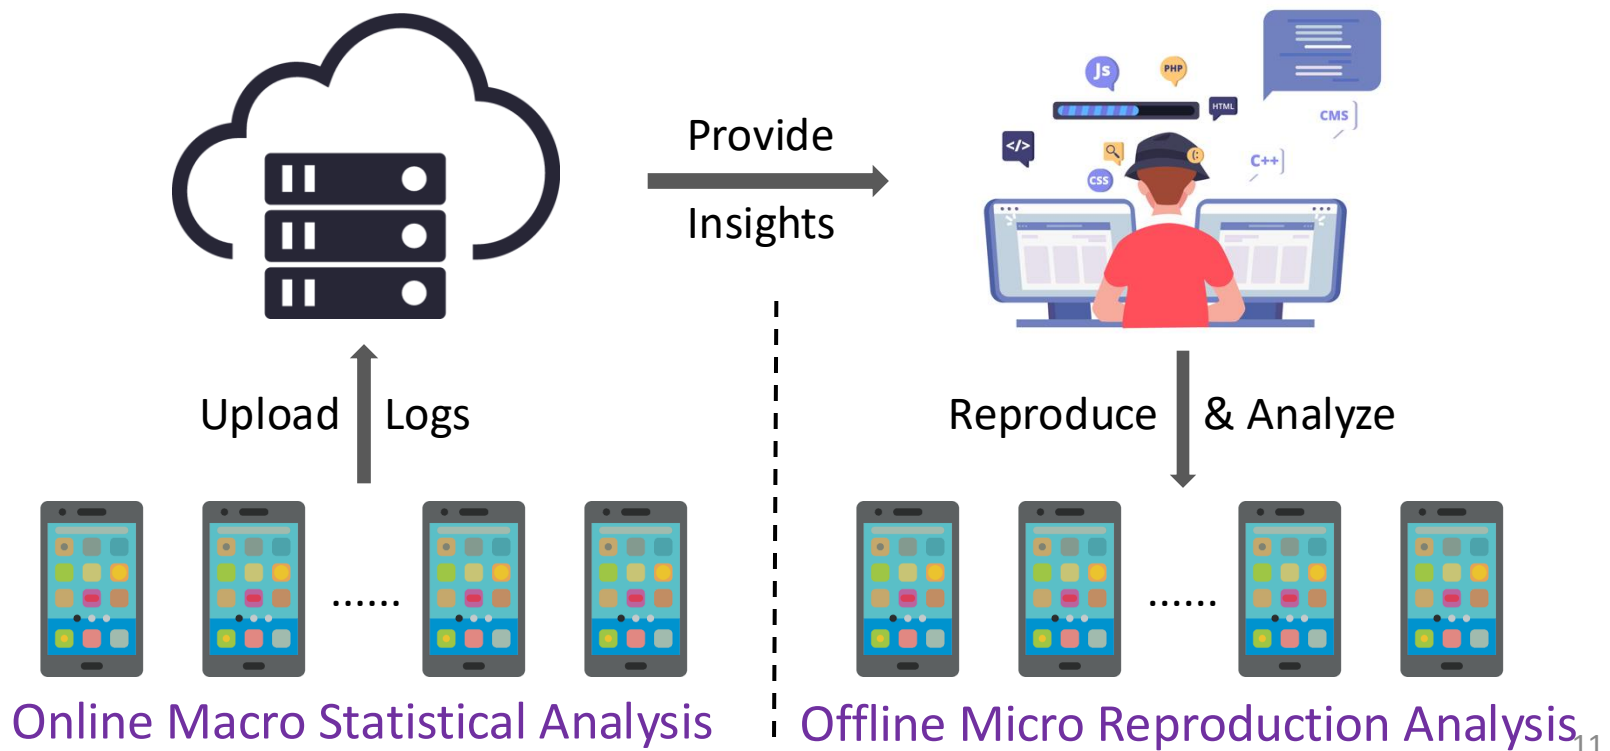 Provide
Insights
Js
PHP
HTML
</>
CSS
(:
C++
CMS
Upload Logs
Reproduce & Analyze
......
......
Online Macro Statistical Analysis
Offline Micro Reproduction Analysis
11